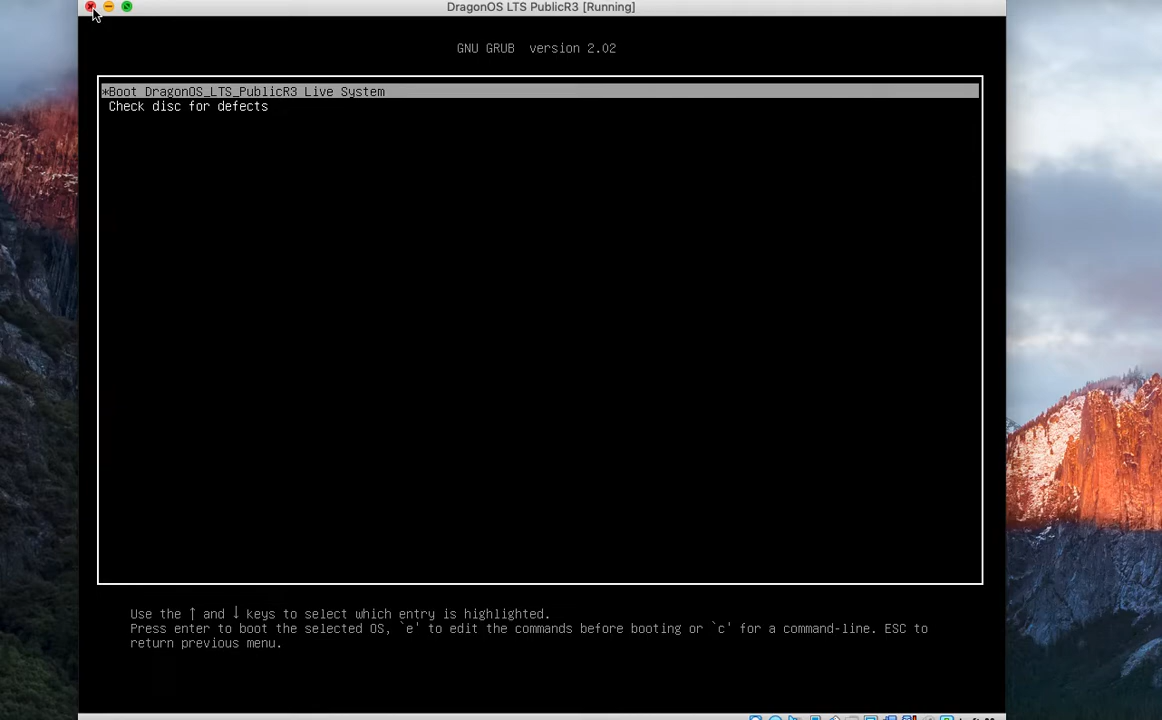 DragonOS LTS PublicR3 [Running]
GNU GRUB version 2.02
*Boot DragonOS_LTS_PublicR3 Live System
Check disc for defects
Use the ↑ and ↓ keys to select which entry is highlighted.
Press enter to boot the selected OS, `e' to edit the commands before booting or `c' for a command-line. ESC to
return previous menu.